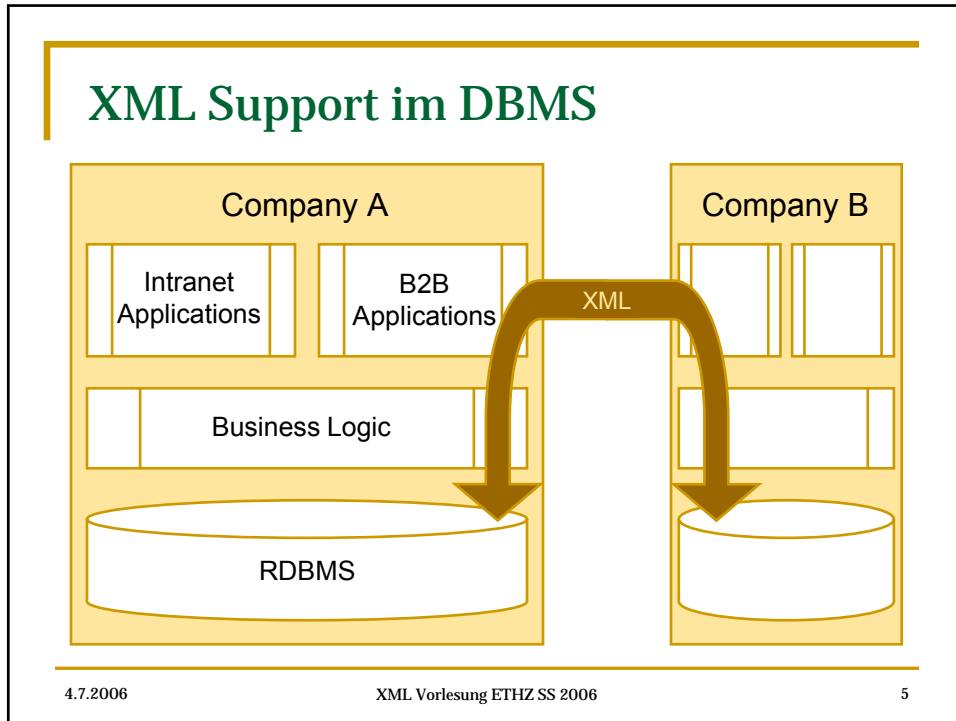 XML Support im DBMS
Company A
Company B
Intranet
Applications
B2B
Applications
XML
Business Logic
RDBMS
4.7.2006
XML Vorlesung ETHZ SS 2006
5